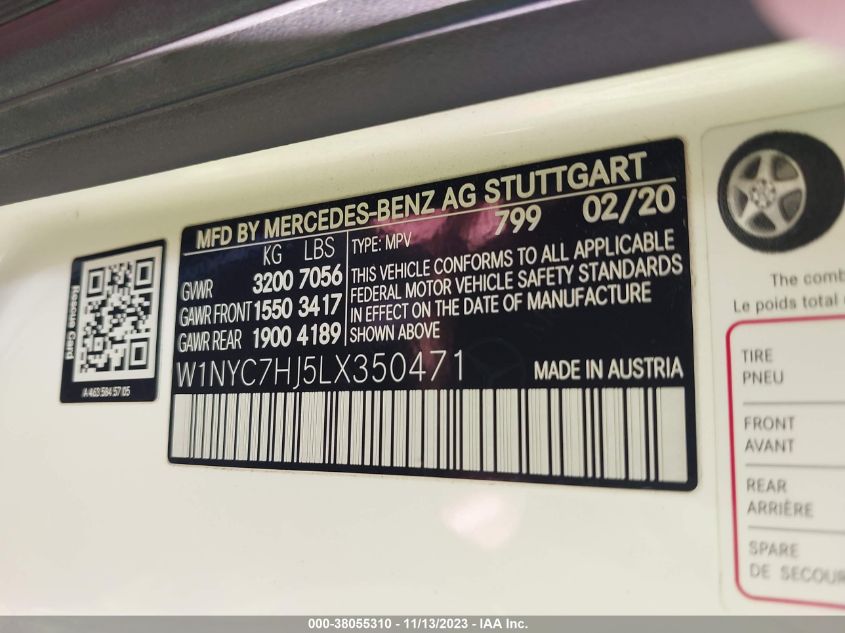 MFD BY MERCEDES-BENZ AG STUTTGART
KG LBS
GVWR 3200 7056
GAWR FRONT 1550 3417
GAWR REAR 1900 4189
TYPE: MPV 799 02/20
THIS VEHICLE CONFORMS TO ALL APPLICABLE
FEDERAL MOTOR VEHICLE SAFETY STANDARDS
IN EFFECT ON THE DATE OF MANUFACTURE
SHOWN ABOVE
W1NYC7HJ5LX350471 MADE IN AUSTRIA
Rescue Card
A 463 584 57 05
The comb
Le poids total
TIRE
PNEU
FRONT
AVANT
REAR
ARRIÈRE
SPARE
DE SECOUR
000-38055310 - 11/13/2023 - IAA Inc.